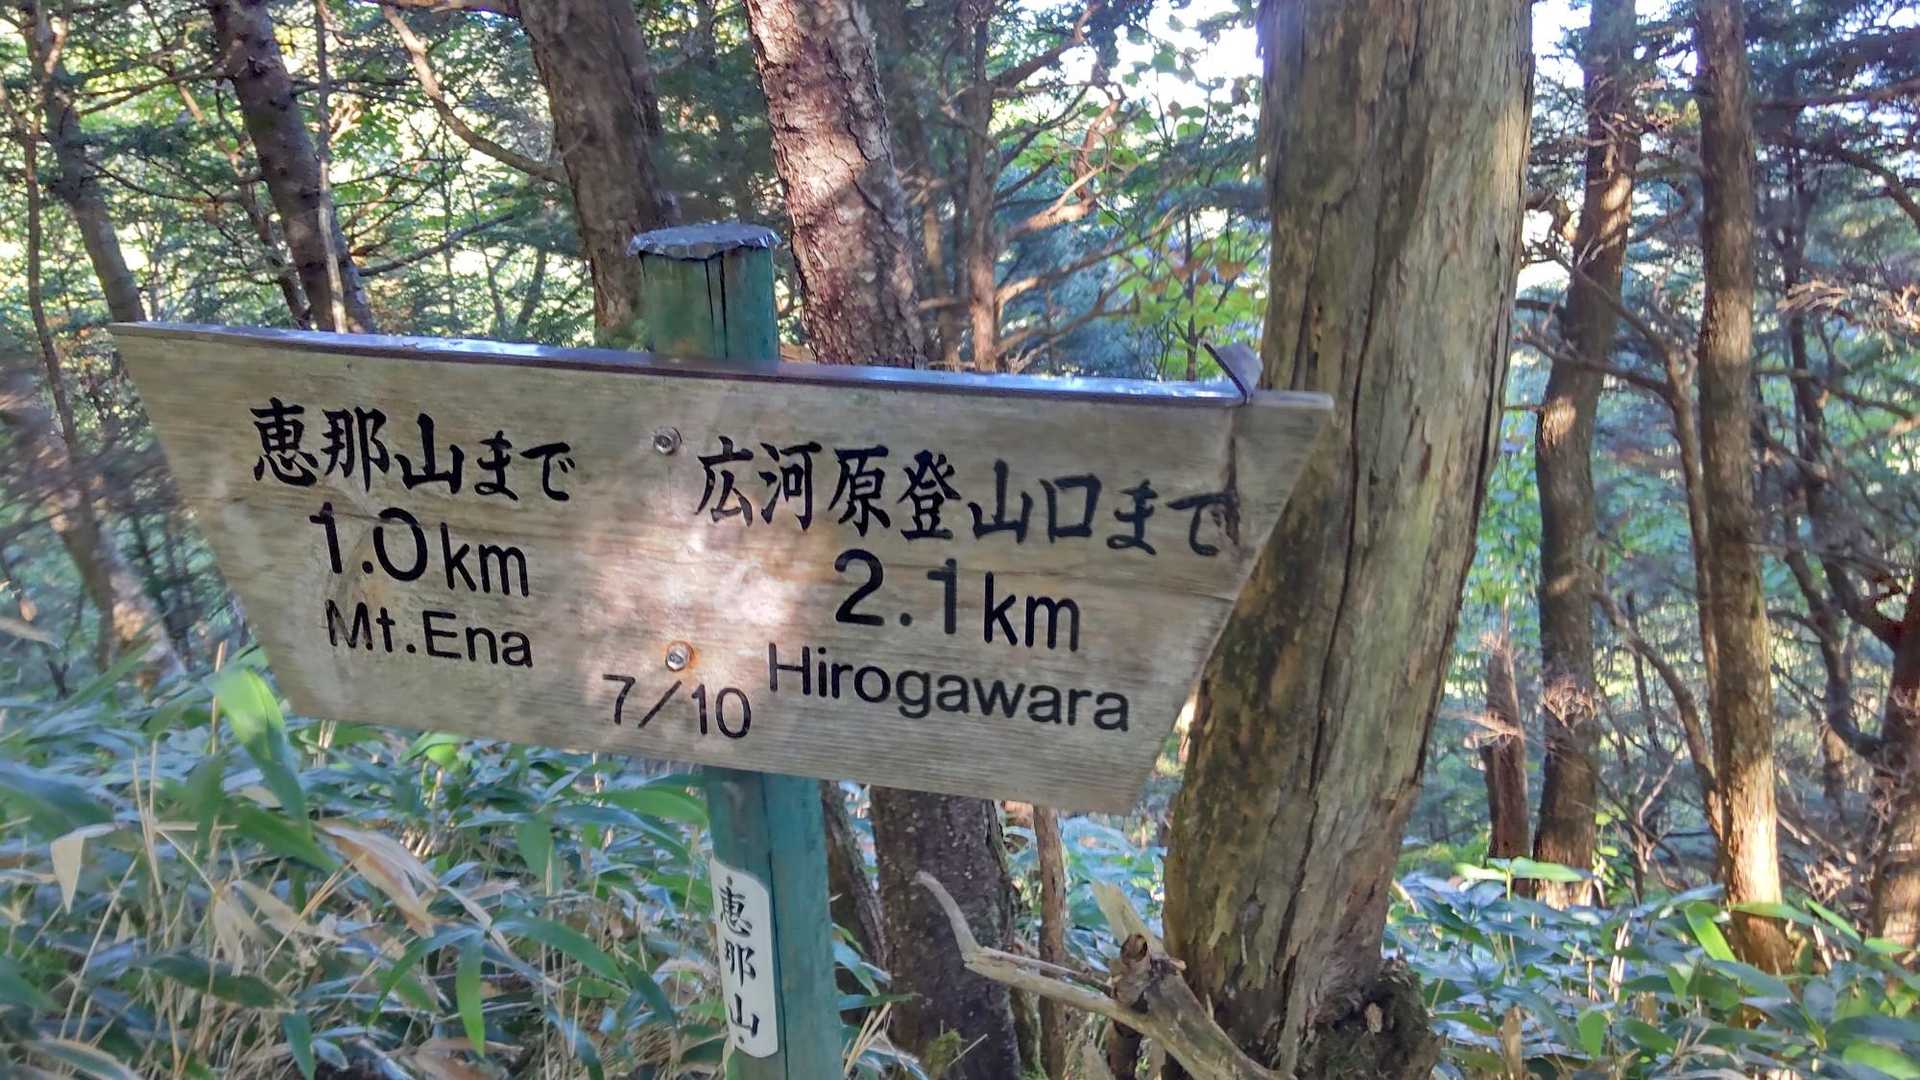 恵那山まで
1.0km
Mt.Ena
広河原登山口まで
2.1km
Hirogawara
7/10
恵那山